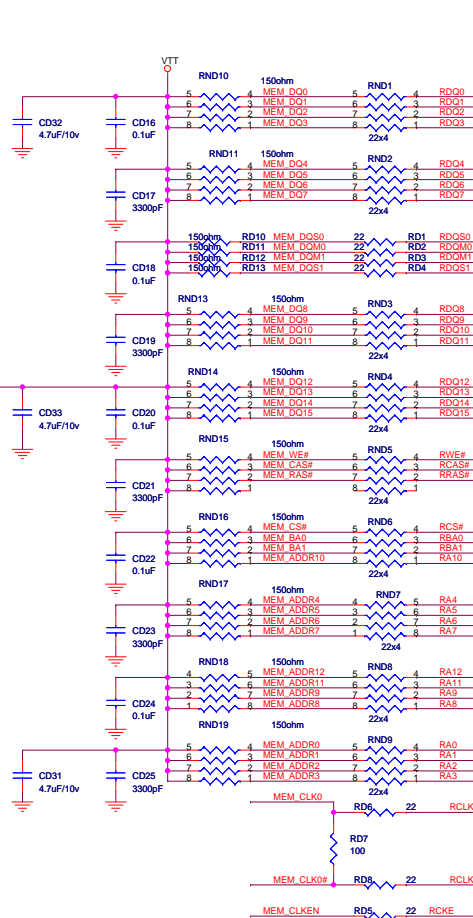 VTT
RND10 150ohm RND1
5 4 MEM_DQ0 5 4 RDQ0
6 3 MEM_DQ1 6 3 RDQ1
CD32 CD16 7 2 MEM_DQ2 7 2 RDQ2
4.7uF/10v 0.1uF 8 1 MEM_DQ3 8 1 RDQ3
22x4
RND11 150ohm RND2
5 4 MEM_DQ4 5 4 RDQ4
6 3 MEM_DQ5 6 3 RDQ5
7 2 MEM_DQ6 7 2 RDQ6
CD17 8 1 MEM_DQ7 8 1 RDQ7
3300pF 22x4
150ohm RD10 MEM_DQS0 22 RD1 RDQS0
150ohm RD11 MEM_DQM0 22 RD2 RDQM0
150ohm RD12 MEM_DQM1 22 RD3 RDQM1
CD18 150ohm RD13 MEM_DQS1 22 RD4 RDQS1
0.1uF
RND13 150ohm RND3
5 4 MEM_DQ8 5 4 RDQ8
6 3 MEM_DQ9 6 3 RDQ9
7 2 MEM_DQ10 7 2 RDQ10
CD19 8 1 MEM_DQ11 8 1 RDQ11
3300pF 22x4
RND14 150ohm RND4
5 4 MEM_DQ12 5 4 RDQ12
6 3 MEM_DQ13 6 3 RDQ13
CD33 CD20 7 2 MEM_DQ14 7 2 RDQ14
4.7uF/10v 0.1uF 8 1 MEM_DQ15 8 1 RDQ15
22x4
RND15 150ohm RND5
5 4 MEM_WE# 5 4 RWE#
6 3 MEM_CAS# 6 3 RCAS#
7 2 MEM_RAS# 7 2 RRAS#
CD21 8 1 8 1
3300pF 22x4
RND16 150ohm RND6
5 4 MEM_CS# 5 4 RCS#
6 3 MEM_BA0 6 3 RBA0
7 2 MEM_BA1 7 2 RBA1
CD22 8 1 MEM_ADDR10 8 1 RA10
0.1uF 22x4
RND17 150ohm RND7
5 4 MEM_ADDR4 4 5 RA4
6 3 MEM_ADDR5 3 6 RA5
7 2 MEM_ADDR6 2 7 RA6
CD23 8 1 MEM_ADDR7 1 8 RA7
3300pF 22x4
RND18 150ohm RND8
4 5 MEM_ADDR12 5 4 RA12
3 6 MEM_ADDR11 6 3 RA11
2 7 MEM_ADDR9 7 2 RA9
CD24 1 8 MEM_ADDR8 8 1 RA8
0.1uF 22x4
RND19 150ohm RND9
5 4 MEM_ADDR0 5 4 RA0
6 3 MEM_ADDR1 6 3 RA1
CD31 CD25 7 2 MEM_ADDR2 7 2 RA2
4.7uF/10v 3300pF 8 1 MEM_ADDR3 8 1 RA3
22x4
MEM_CLK0 RD6 22 RCLK
RD7
100
MEM_CLK0# RD8 22 RCLK
MEM_CLKEN RD5 22 RCKE